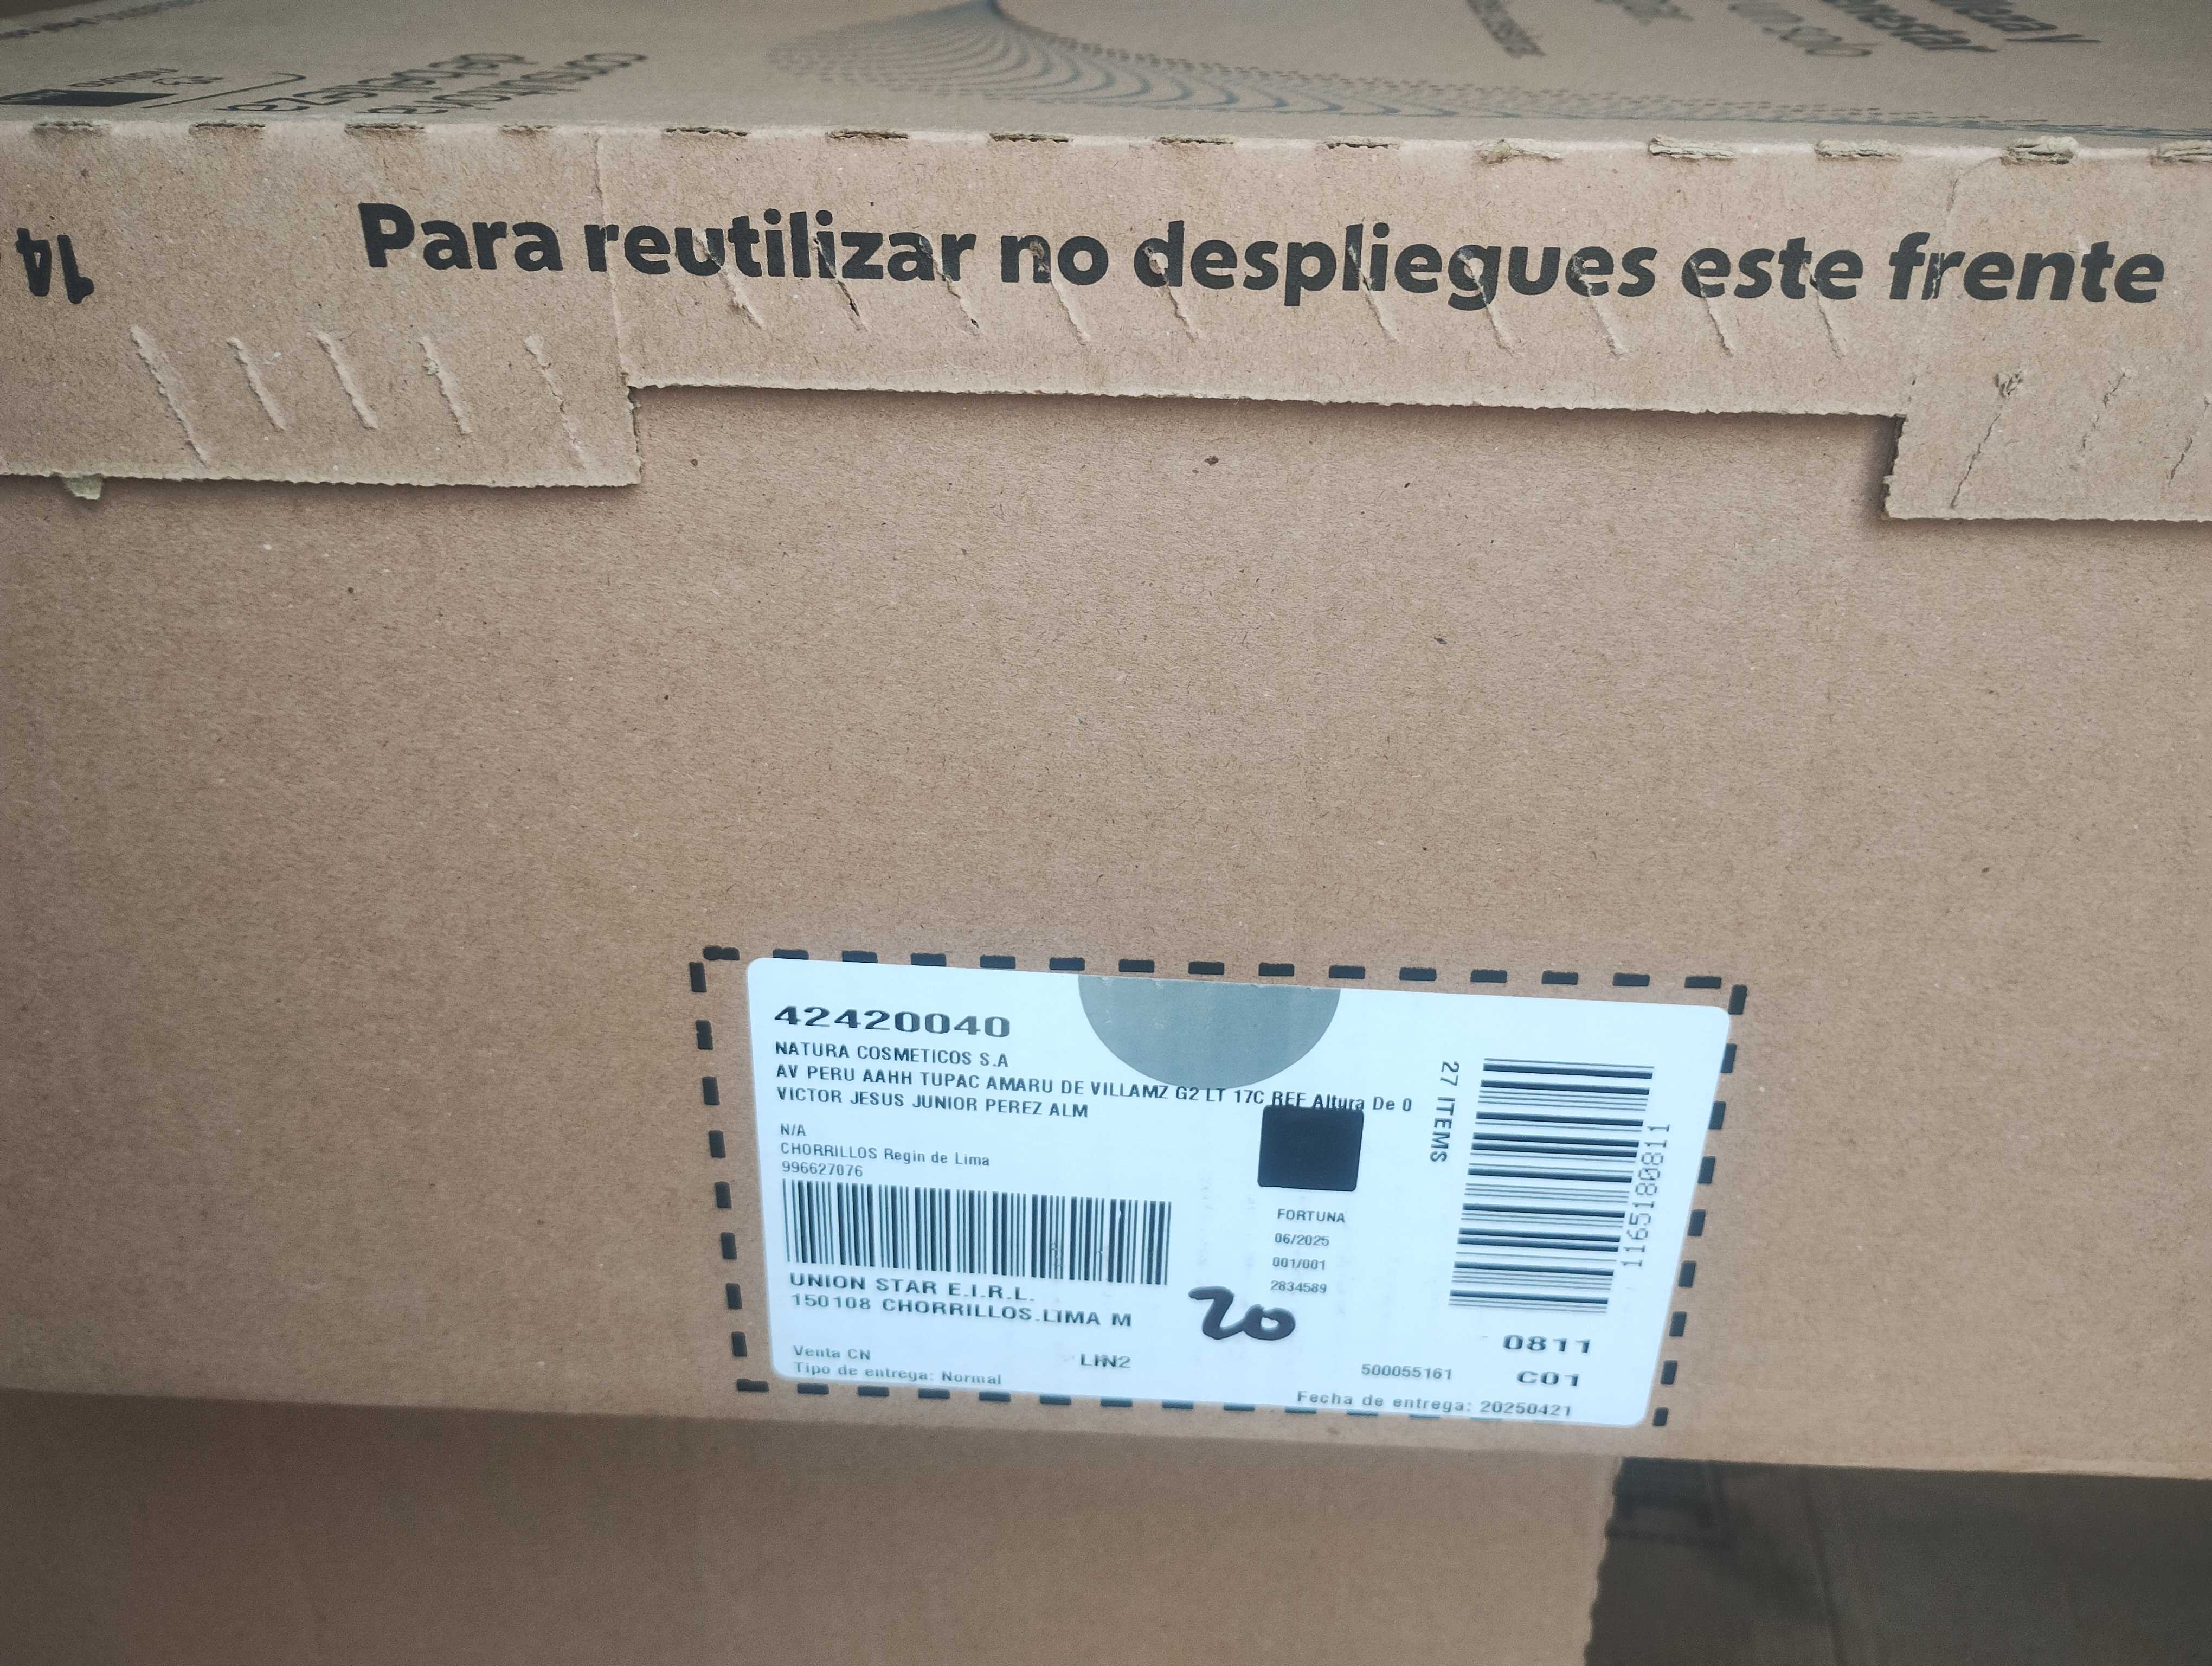 14
Para reutilizar no despliegues este frente
42420040
NATURA COSMETICOS S.A
AV PERU AAHH TUPAC AMARU DE VILLAMZ G2 LT 17C REF Altura De 0
VICTOR JESUS JUNIOR PEREZ ALM
N/A
CHORRILLOS Regin de Lima
996627076
UNION STAR E.I.R.L.
150108 CHORRILLOS.LIMA M
Venta CN
LIN2
Tipo de entrega: Normal
FORTUNA
06/2025
001/001
2834589
20
27 ITEMS
1165180811
0811
500055161
C01
Fecha de entrega: 20250421